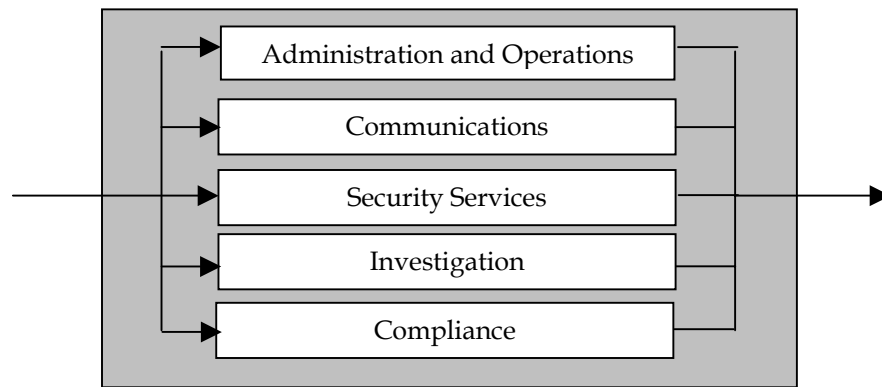 Administration and Operations
Communications
Security Services
Investigation
Compliance